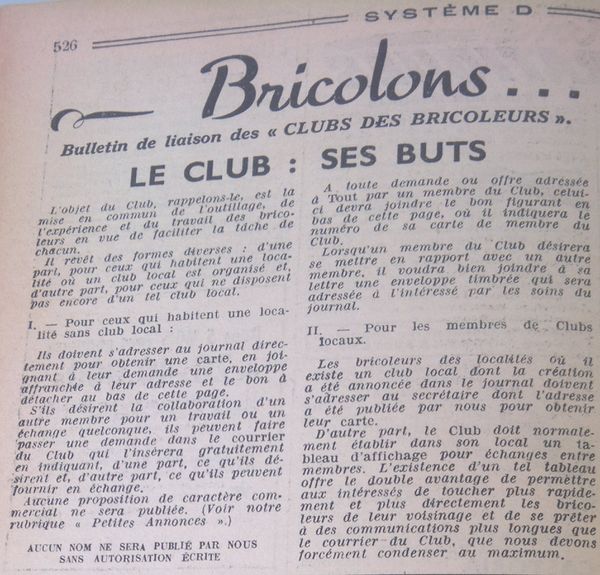 526
SYSTÈME D
Bricolons...
Bulletin de liaison des « CLUBS DES BRICOLEURS ».
LE CLUB : SES BUTS
L'objet du Club, rappelons-le, est la
mise en commun de l'outillage, de
l'expérience et du travail des brico-
leurs en vue de faciliter la tâche de
chacun.
Il revêt des formes diverses : d'une
part, pour ceux qui habitent une loca-
lité où un club local est organisé et,
d'autre part, pour ceux qui ne disposent
pas encore d'un tel club local.
I. — Pour ceux qui habitent une loca-
lité sans club local :
Ils doivent s'adresser au journal direc-
tement pour obtenir une carte, en joi-
gnant à leur demande une enveloppe
affranchie à leur adresse et le bon à
détacher au bas de cette page.
S'ils désirent la collaboration d'un
autre membre pour un travail ou un
échange quelconque, ils peuvent faire
passer une demande dans le courrier
du Club qui l'insérera gratuitement
en indiquant, d'une part, ce qu'ils dé-
sirent et, d'autre part, ce qu'ils peuvent
fournir en échange.
Aucune proposition de caractère com-
mercial ne sera publiée. (Voir notre
rubrique « Petites Annonces ».)
AUCUN NOM NE SERA PUBLIÉ PAR NOUS
SANS AUTORISATION ÉCRITE
A toute demande ou offre adressée
à Tout par un membre du Club, celui-
ci devra joindre le bon figurant en
bas de cette page, où il indiquera le
numéro de sa carte de membre du
Club.
Lorsqu'un membre du Club désirera
se mettre en rapport avec un autre
membre, il voudra bien joindre à sa
lettre une enveloppe timbrée qui sera
adressée à l'intéressé par les soins du
journal.
II. — Pour les membres de Clubs
locaux.
Les bricoleurs des localités où il
existe un club local dont la création
a été annoncée dans le journal doivent
s'adresser au secrétaire dont l'adresse
a été publiée par nous pour obtenir
leur carte.
D'autre part, le Club doit normale-
ment établir dans son local un ta-
bleau d'affichage pour échanges entre
membres. L'existence d'un tel tableau
offre le double avantage de permettre
aux intéressés de toucher plus rapide-
ment et plus directement les brico-
leurs de leur voisinage et de se prêter
à des communications plus longues que
le courrier du Club, que nous devons
forcément condenser au maximum.